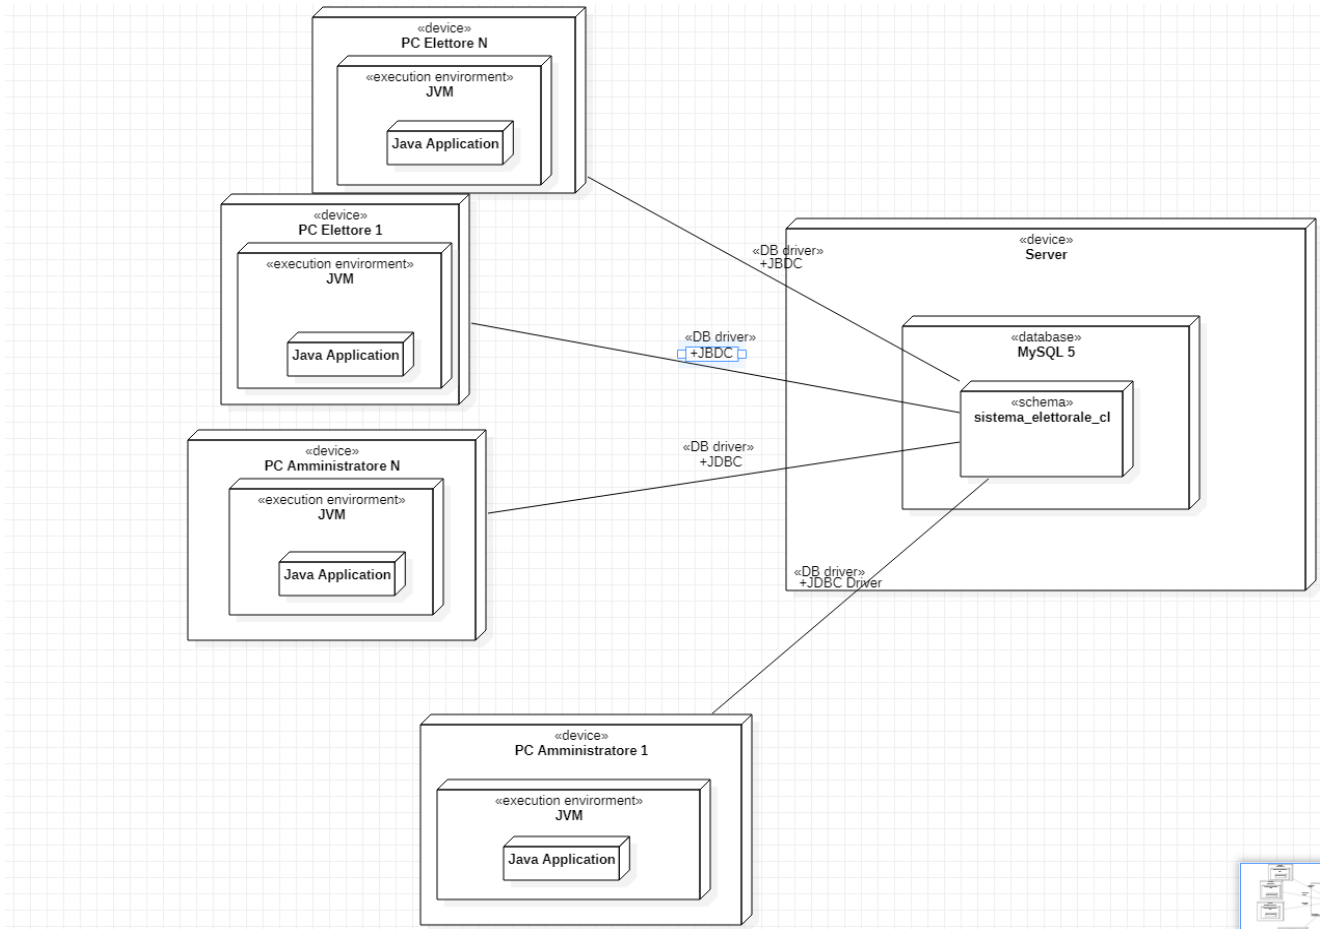 «device»
PC Elettore N
«execution envirorment»
JVM
Java Application
«device»
PC Elettore 1
«execution envirorment»
JVM
Java Application
«DB driver»
+JBDC
«device»
Server
«DB driver»
+JBDC
«database»
MySQL 5
«schema»
sistema_elettorale_cl
«device»
PC Amministratore N
«execution envirorment»
JVM
Java Application
«DB driver»
+JDBC
«DB driver»
+JDBC Driver
«device»
PC Amministratore 1
«execution envirorment»
JVM
Java Application